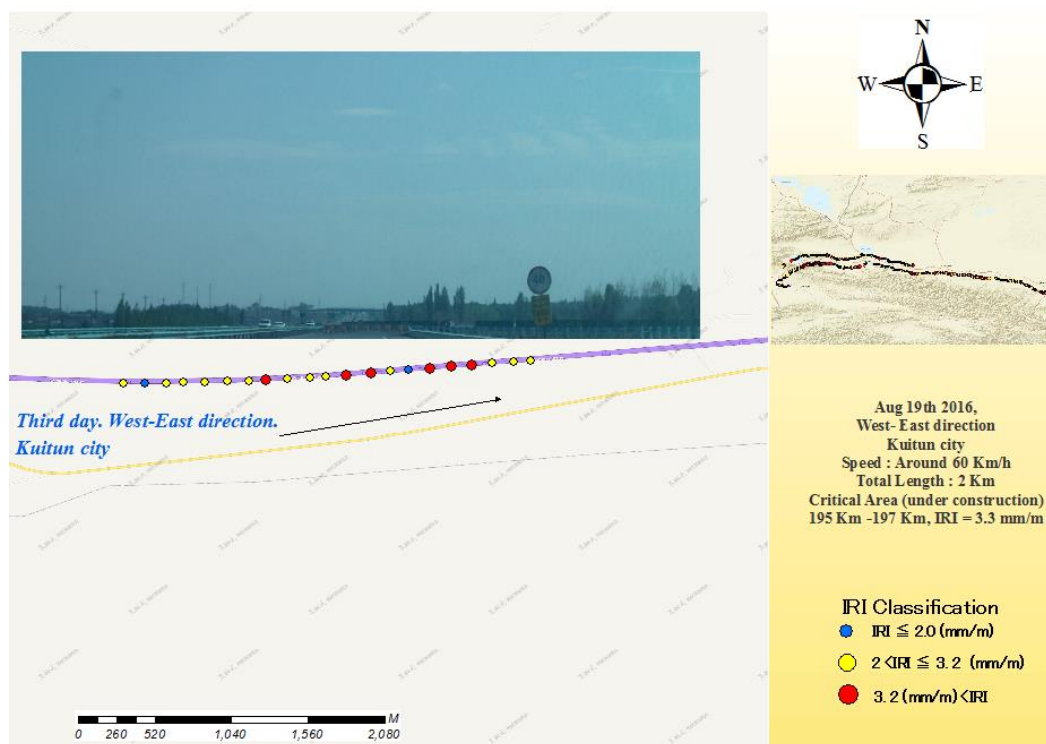 N
W E
S
Third day. West-East direction.
Kuitun city
Aug 19th 2016,
West- East direction
Kuitun city
Speed : Around 60 Km/h
Total Length : 2 Km
Critical Area (under construction)
195 Km -197 Km, IRI = 3.3 mm/m
IRI Classification
IRI ≦ 2.0 (mm/m)
2 <IRI ≦ 3.2 (mm/m)
3.2 (mm/m) <IRI
M
0 260 520 1,040 1,560 2,080